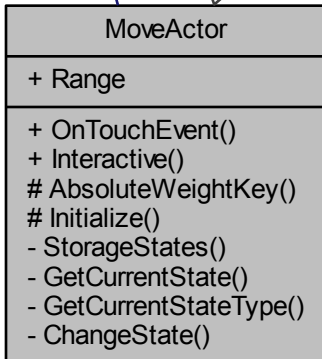 MoveActor
+ Range
+ OnTouchEvent()
+ Interactive()
# AbsoluteWeightKey()
# Initialize()
- StorageStates()
- GetCurrentState()
- GetCurrentStateType()
- ChangeState()